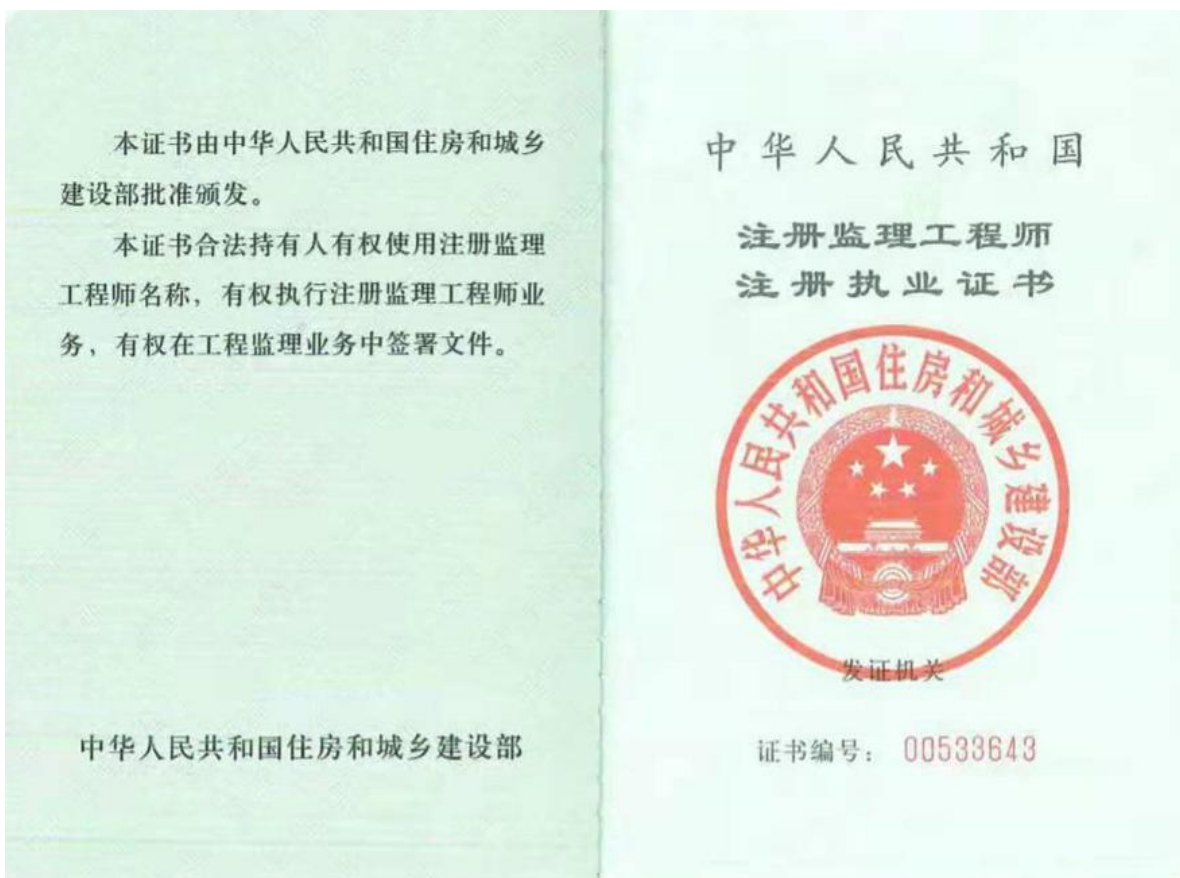 本证书由中华人民共和国住房和城乡
建设部批准颁发。
本证书合法持有人有权使用注册监理
工程师名称，有权执行注册监理工程师业
务，有权在工程监理业务中签署文件。
中华人民共和国住房和城乡建设部
中华人民共和国
注册监理工程师
注册执业证书
中华人民共和国住房和城乡建设部
发证机关
证书编号：00533643